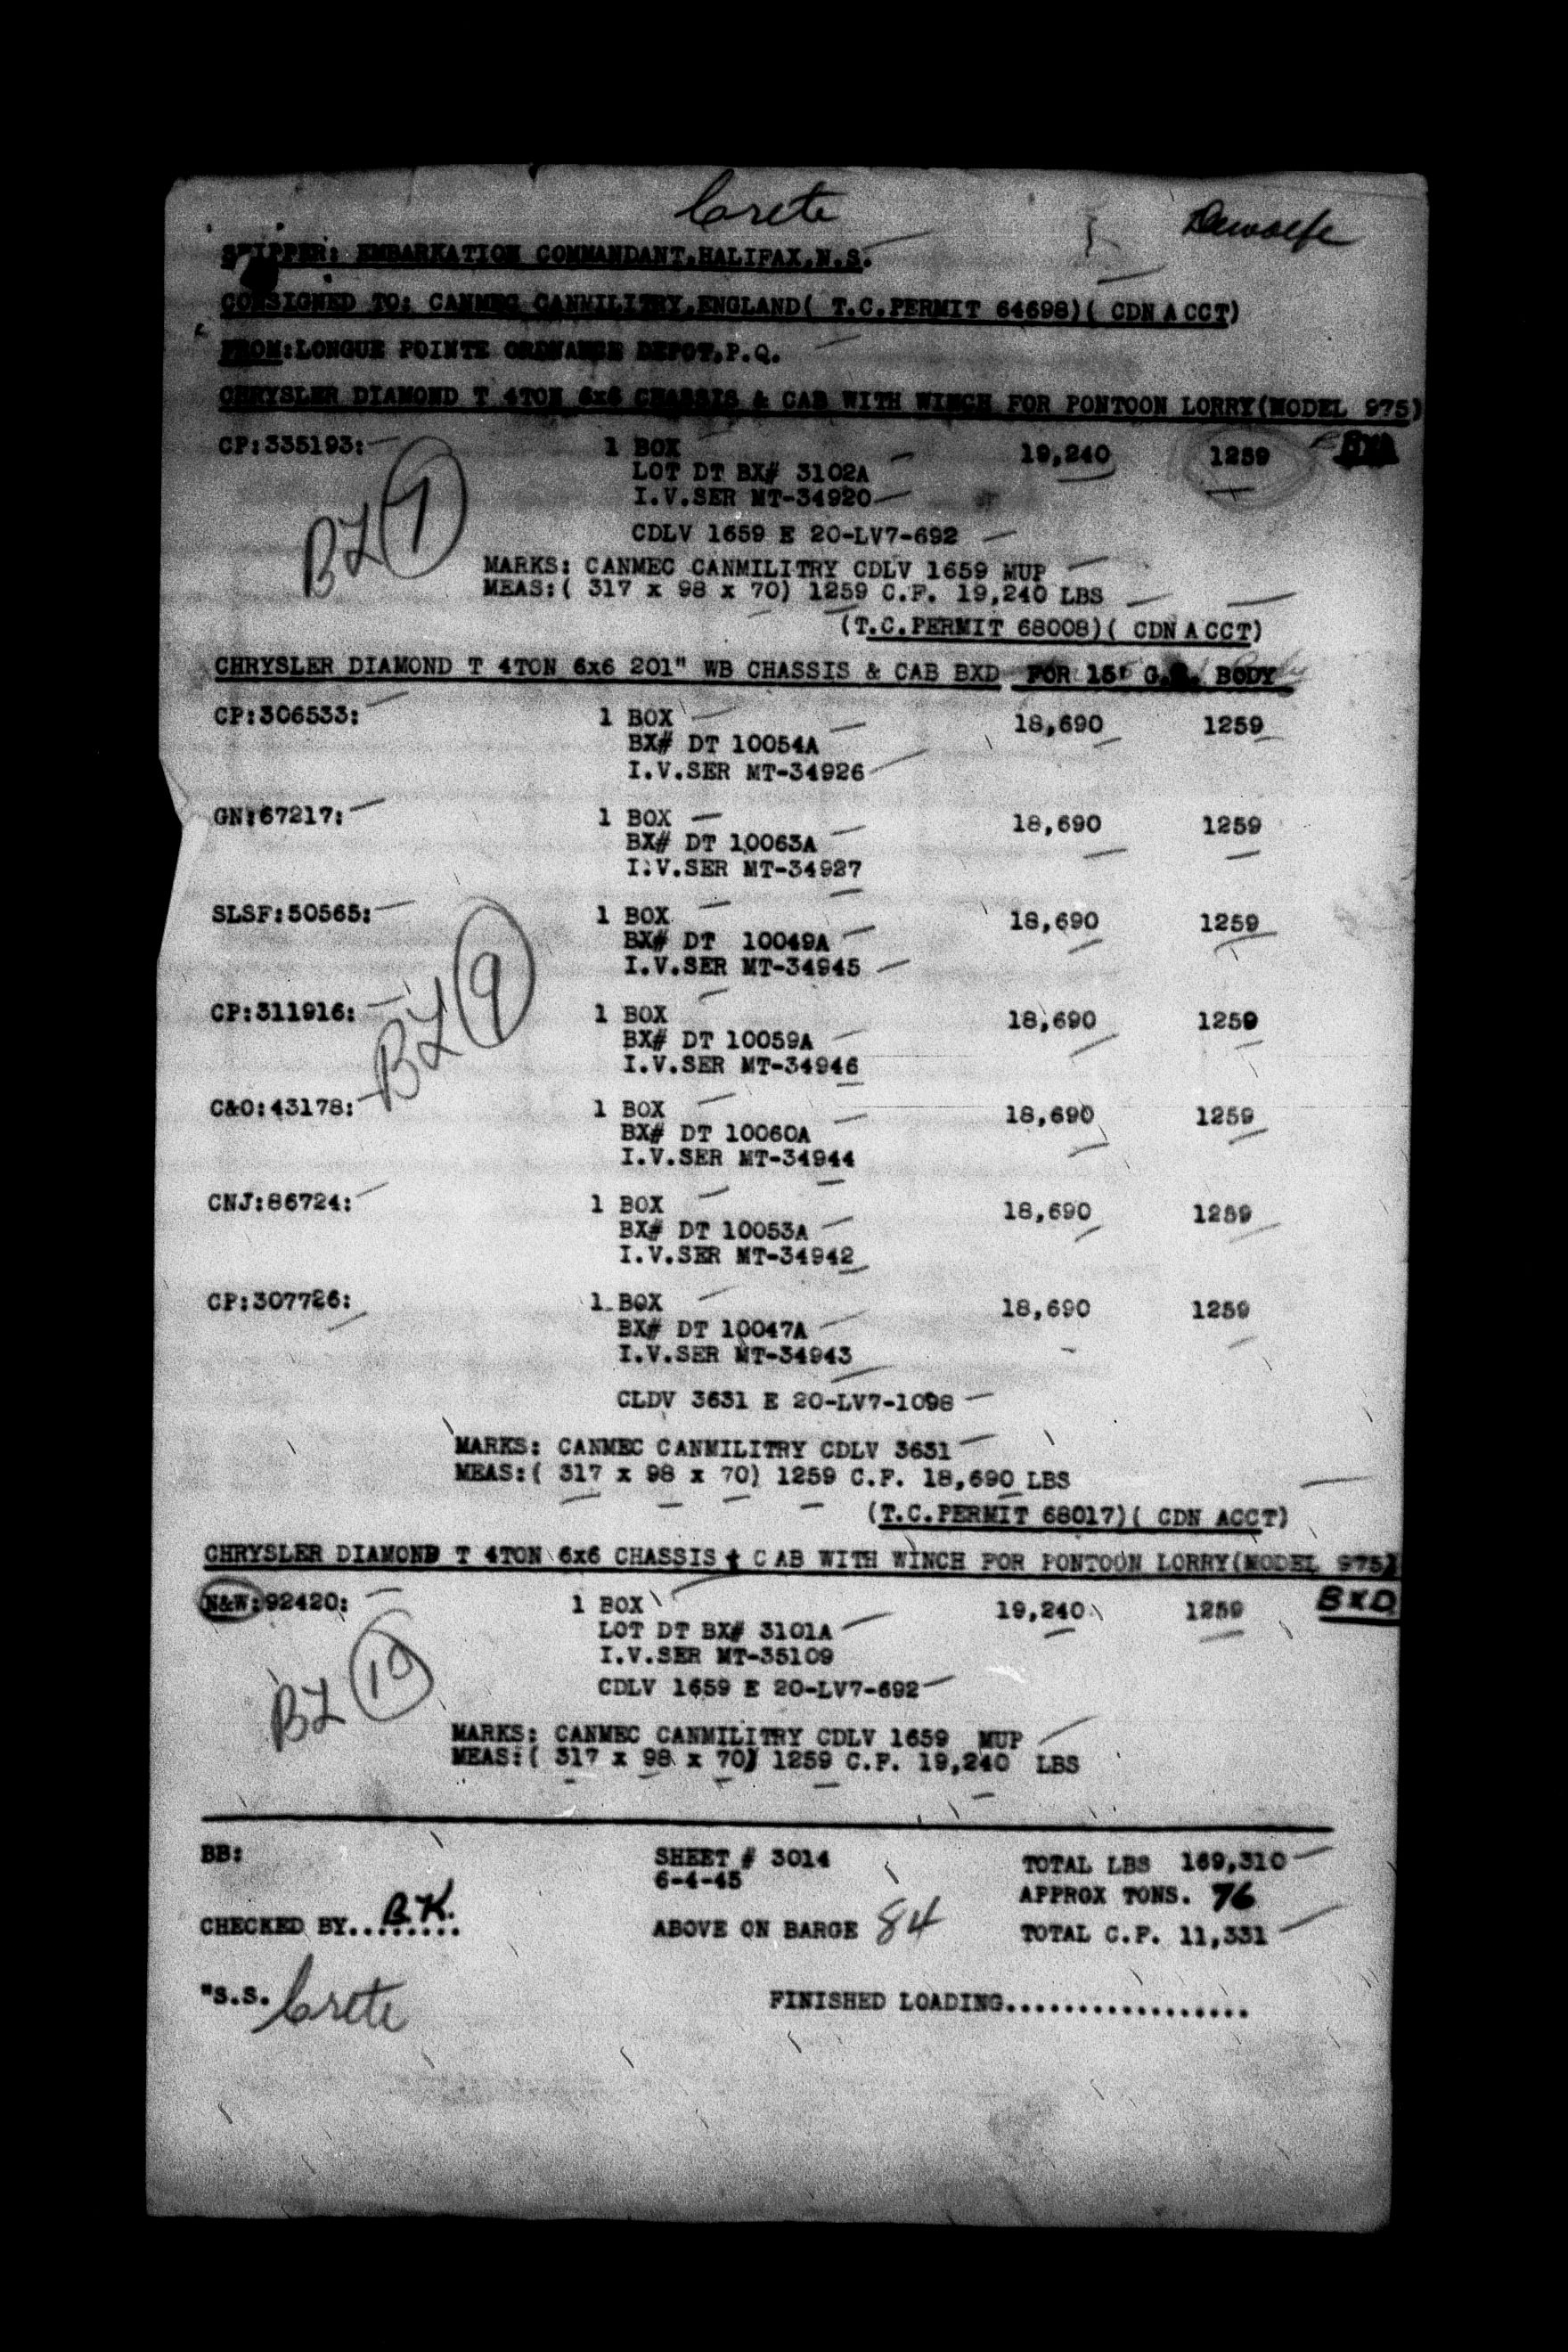 Crete
Dewolfe
SHIPPER: EMBARKATION COMMANDANT,HALIFAX,N.S.
CONSIGNED TO: CANMEC CANMILITRY,ENGLAND( T.C.PERMIT 64698)( CDN A CCT)
FROM:LONGUE POINTE ORDNANCE DEPOT,P.Q.
CHRYSLER DIAMOND T 4TON 6x6 CHASSIS & CAB WITH WINCH FOR PONTOON LORRY(MODEL 975)
CP:335193: 1 BOX 19,240 1259
LOT DT BX# 3102A
I.V.SER MT-34920
BL 7
CDLV 1659 E 20-LV7-692
MARKS: CANMEC CANMILITRY CDLV 1659 MUP
MEAS:( 317 x 98 x 70) 1259 C.F. 19,240 LBS
(T.C.PERMIT 68008)( CDN A CCT)
CHRYSLER DIAMOND T 4TON 6x6 201" WB CHASSIS & CAB BXD FOR 15' G.S. BODY
CP:306533: 1 BOX 18,690 1259
BX# DT 10054A
I.V.SER MT-34926
GN:67217: 1 BOX 18,690 1259
BX# DT 10063A
I.V.SER MT-34927
SLSF:50565: 1 BOX 18,690 1259
BX# DT 10049A
I.V.SER MT-34945
BL 9
CP:311916: 1 BOX 18,690 1259
BX# DT 10059A
I.V.SER MT-34946
C&O:43178: 1 BOX 18,690 1259
BX# DT 10060A
I.V.SER MT-34944
CNJ:86724: 1 BOX 18,690 1259
BX# DT 10053A
I.V.SER MT-34942
CP:307726: 1 BOX 18,690 1259
BX# DT 10047A
I.V.SER MT-34943
CLDV 3631 E 20-LV7-1098
MARKS: CANMEC CANMILITRY CDLV 3631
MEAS:( 317 x 98 x 70) 1259 C.F. 18,690 LBS
(T.C.PERMIT 68017)( CDN ACCT)
CHRYSLER DIAMOND T 4TON 6x6 CHASSIS & C AB WITH WINCH FOR PONTOON LORRY(MODEL 975)
N&W:92420: 1 BOX 19,240 1259 BXD
LOT DT BX# 3101A
I.V.SER MT-35109
BL 10
CDLV 1659 E 20-LV7-692
MARKS: CANMEC CANMILITRY CDLV 1659 MUP
MEAS:( 317 x 98 x 70) 1259 C.F. 19,240 LBS
BB: SHEET # 3014 TOTAL LBS 169,310
6-4-45 APPROX TONS. 76
CHECKED BY.B.K. ABOVE ON BARGE 84 TOTAL C.F. 11,331
"S.S. Crete FINISHED LOADING..................